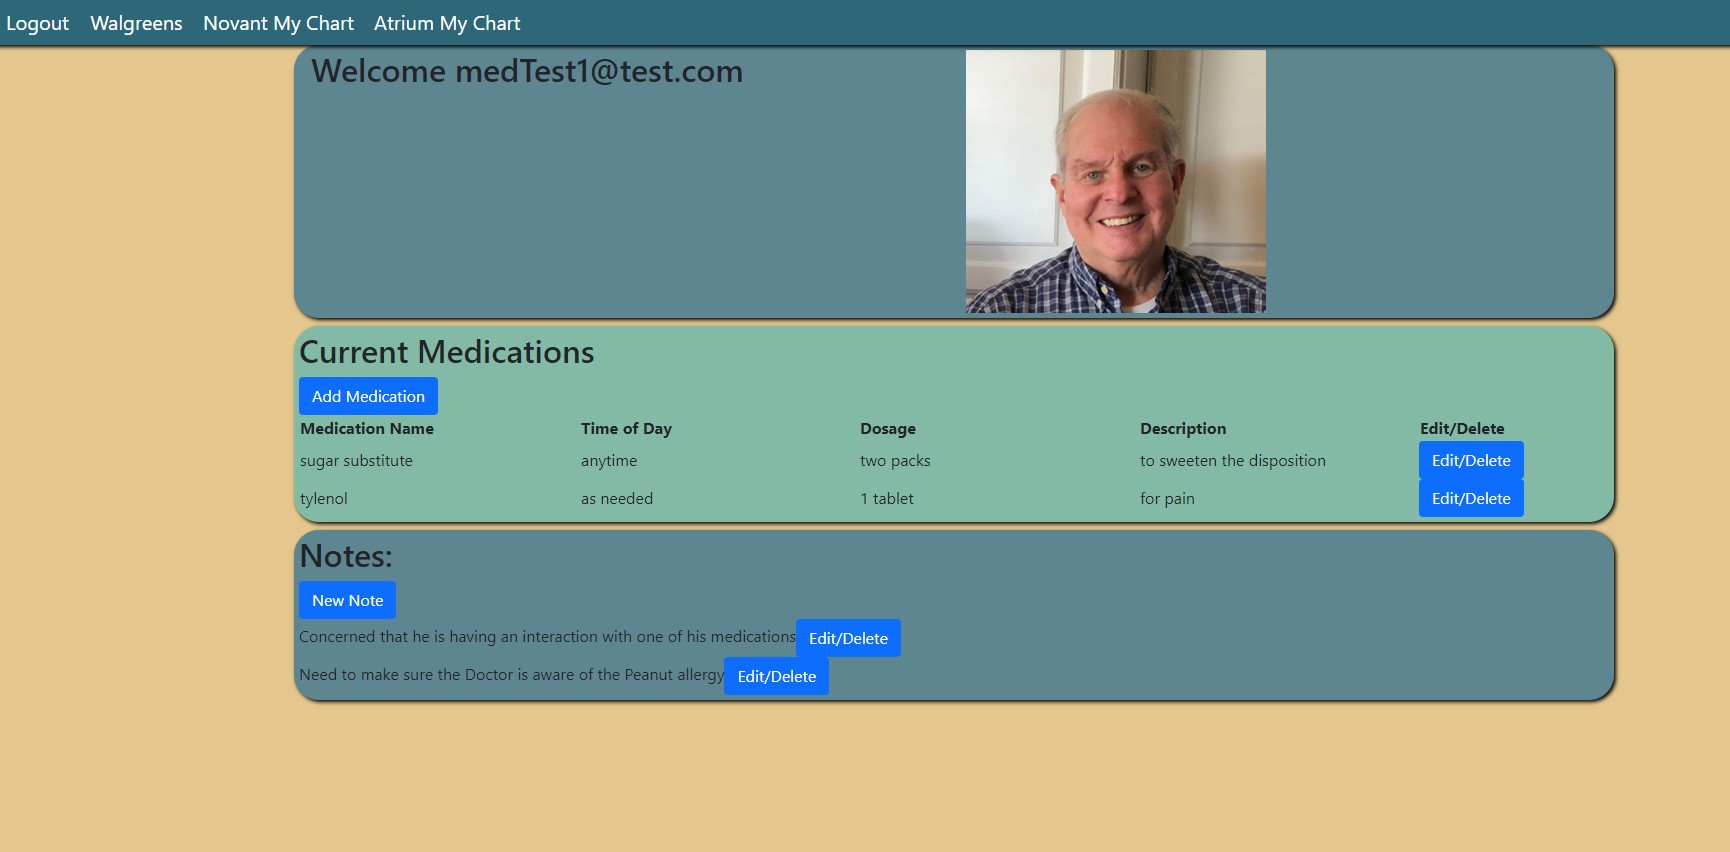 Logout Walgreens Novant My Chart Atrium My Chart
Welcome medTest1@test.com
Current Medications
Add Medication
Medication Name Time of Day Dosage Description Edit/Delete
sugar substitute anytime two packs to sweeten the disposition Edit/Delete
tylenol as needed 1 tablet for pain Edit/Delete
Notes:
New Note
Concerned that he is having an interaction with one of his medications Edit/Delete
Need to make sure the Doctor is aware of the Peanut allergy Edit/Delete